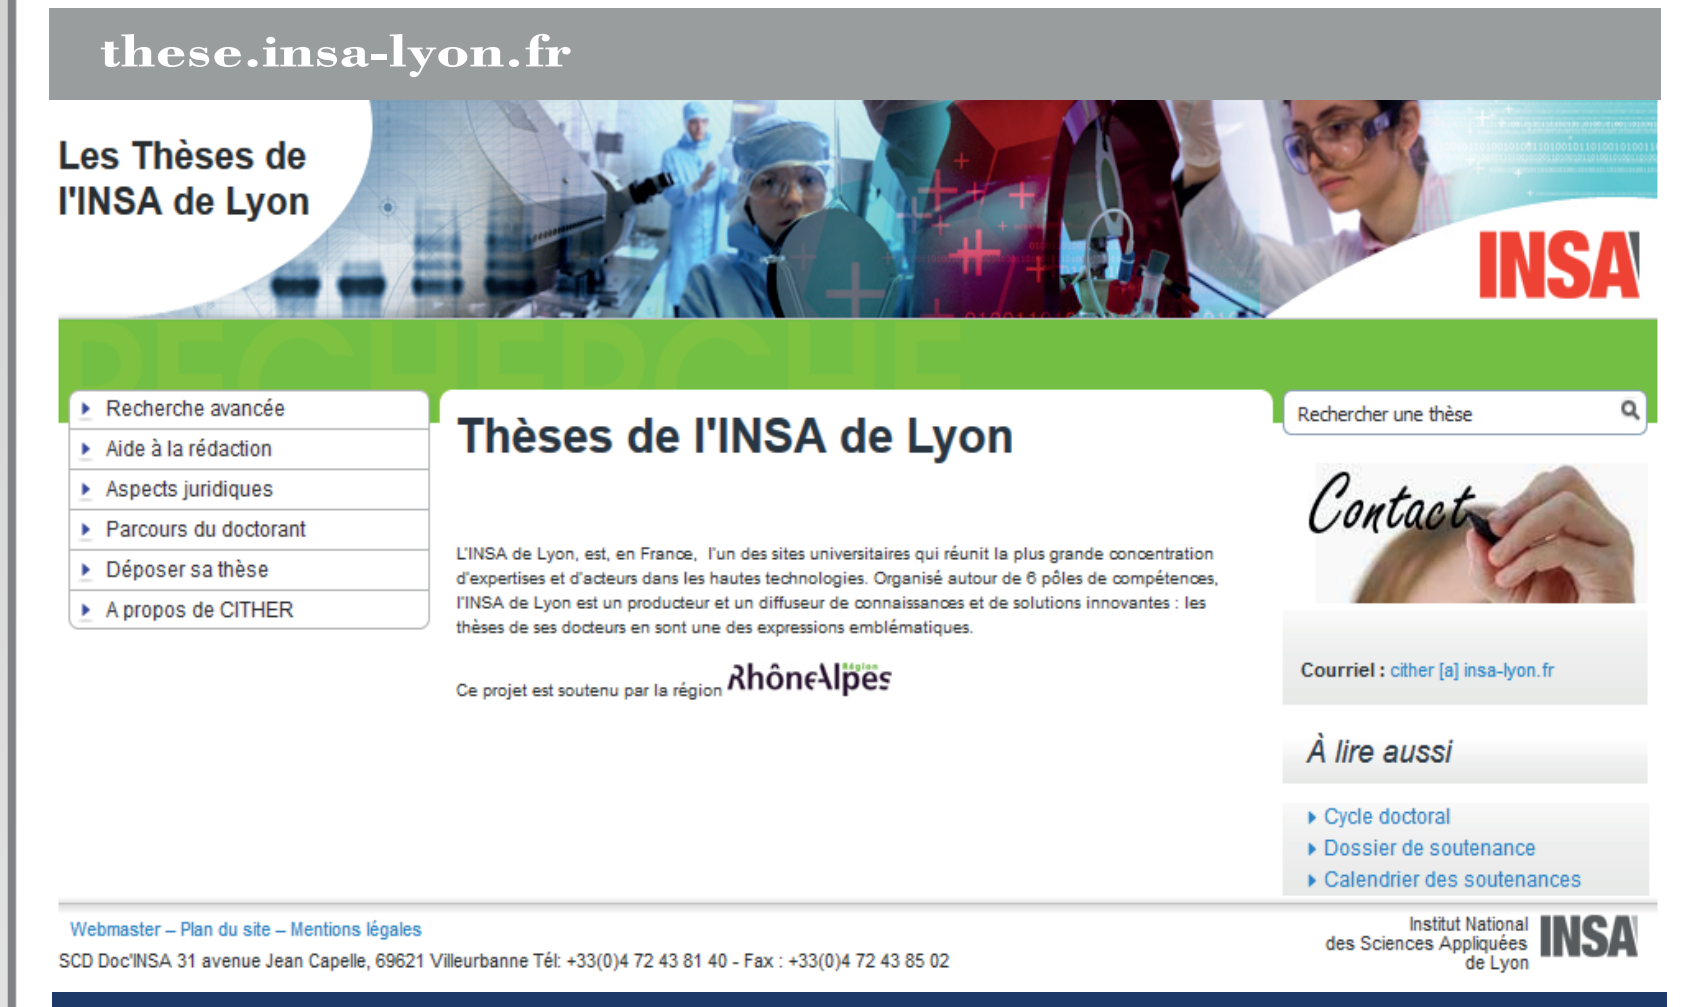 these.insa-lyon.fr
Les Thèses de
l'INSA de Lyon
INSA
RECHERCHE
Recherche avancée
Aide à la rédaction
Aspects juridiques
Parcours du doctorant
Déposer sa thèse
A propos de CITHER
Thèses de l'INSA de Lyon
L'INSA de Lyon, est, en France, l'un des sites universitaires qui réunit la plus grande concentration
d'expertises et d'acteurs dans les hautes technologies. Organisé autour de 6 pôles de compétences,
l'INSA de Lyon est un producteur et un diffuseur de connaissances et de solutions innovantes : les
thèses de ses docteurs en sont une des expressions emblématiques.
Ce projet est soutenu par la région RhôneAlpes Région
Rechercher une thèse
Contact
Courriel : cither [a] insa-lyon.fr
À lire aussi
Cycle doctoral
Dossier de soutenance
Calendrier des soutenances
Webmaster – Plan du site – Mentions légales
SCD Doc'INSA 31 avenue Jean Capelle, 69621 Villeurbanne Tél: +33(0)4 72 43 81 40 - Fax : +33(0)4 72 43 85 02
Institut National
des Sciences Appliquées
de Lyon
INSA